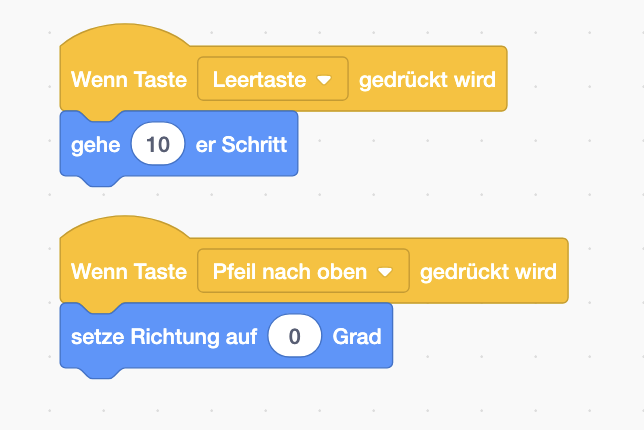 Wenn Taste Leertaste gedrückt wird
gehe 10 er Schritt
Wenn Taste Pfeil nach oben gedrückt wird
setze Richtung auf 0 Grad